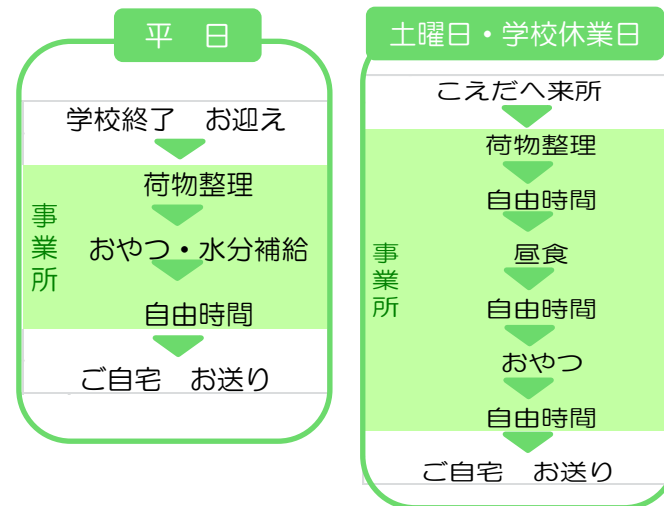 平 日
学校終了 お迎え
荷物整理
おやつ・水分補給
自由時間
事業所
ご自宅 お送り
土曜日・学校休業日
こえだへ来所
荷物整理
自由時間
昼食
自由時間
おやつ
自由時間
事業所
ご自宅 お送り